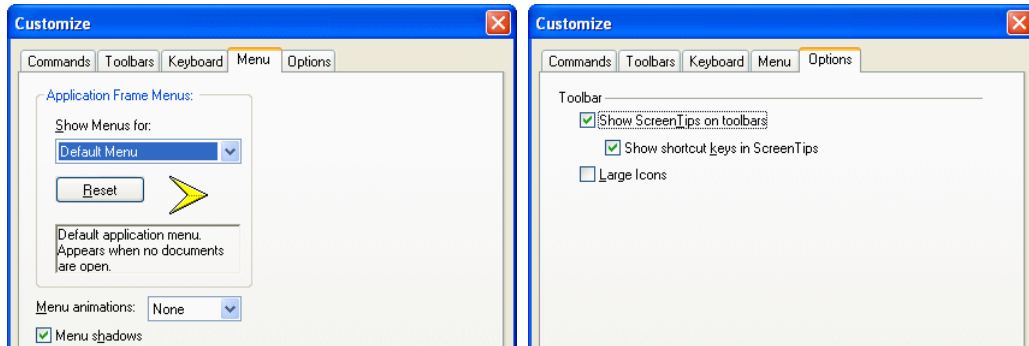 Customize
Commands Toolbars Keyboard Menu Options
Application Frame Menus:
Show Menus for:
Default Menu
Reset
Default application menu.
Appears when no documents
are open.
Menu animations: None
Menu shadows
Customize
Commands Toolbars Keyboard Menu Options
Toolbar
Show ScreenTips on toolbars
Show shortcut keys in ScreenTips
Large Icons